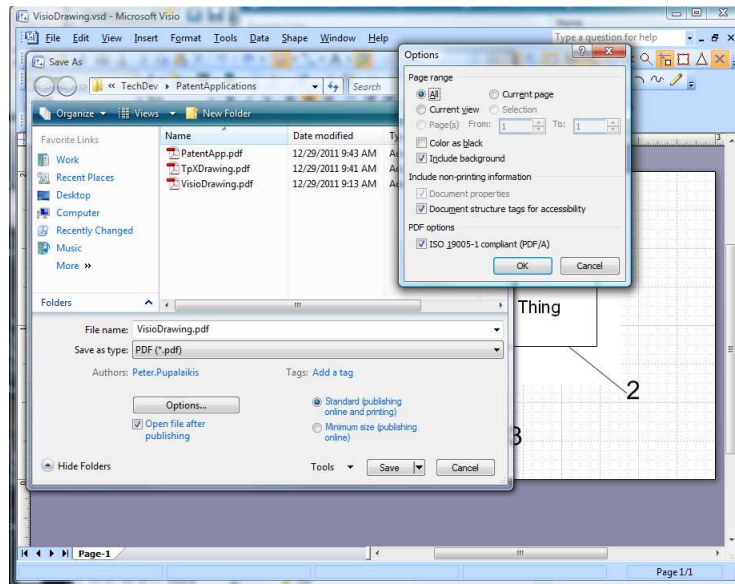 VisioDrawing.vsd - Microsoft Visio
File Edit View Insert Format Tools Data Shape Window Help
Type a question for help
Save As
« TechDev ▸ PatentApplications
Search
Organize Views New Folder
Favorite Links
Work
Recent Places
Desktop
Computer
Recently Changed
Music
More »
Folders
Name Date modified
PatentApp.pdf 12/29/2011 9:43 AM
TpXDrawing.pdf 12/29/2011 9:41 AM
VisioDrawing.pdf 12/29/2011 9:13 AM
File name: VisioDrawing.pdf
Save as type: PDF (*.pdf)
Authors: Peter.Pupalaikis
Tags: Add a tag
Options...
Open file after
publishing
Standard (publishing
online and printing)
Minimum size (publishing
online)
Hide Folders
Tools Save Cancel
Options
Page range
All Current page
Current view Selection
Page(s) From: 1 To: 1
Color as black
Include background
Include non-printing information
Document properties
Document structure tags for accessibility
PDF options
ISO 19005-1 compliant (PDF/A)
OK Cancel
Thing
2
3
Page-1
Page 1/1